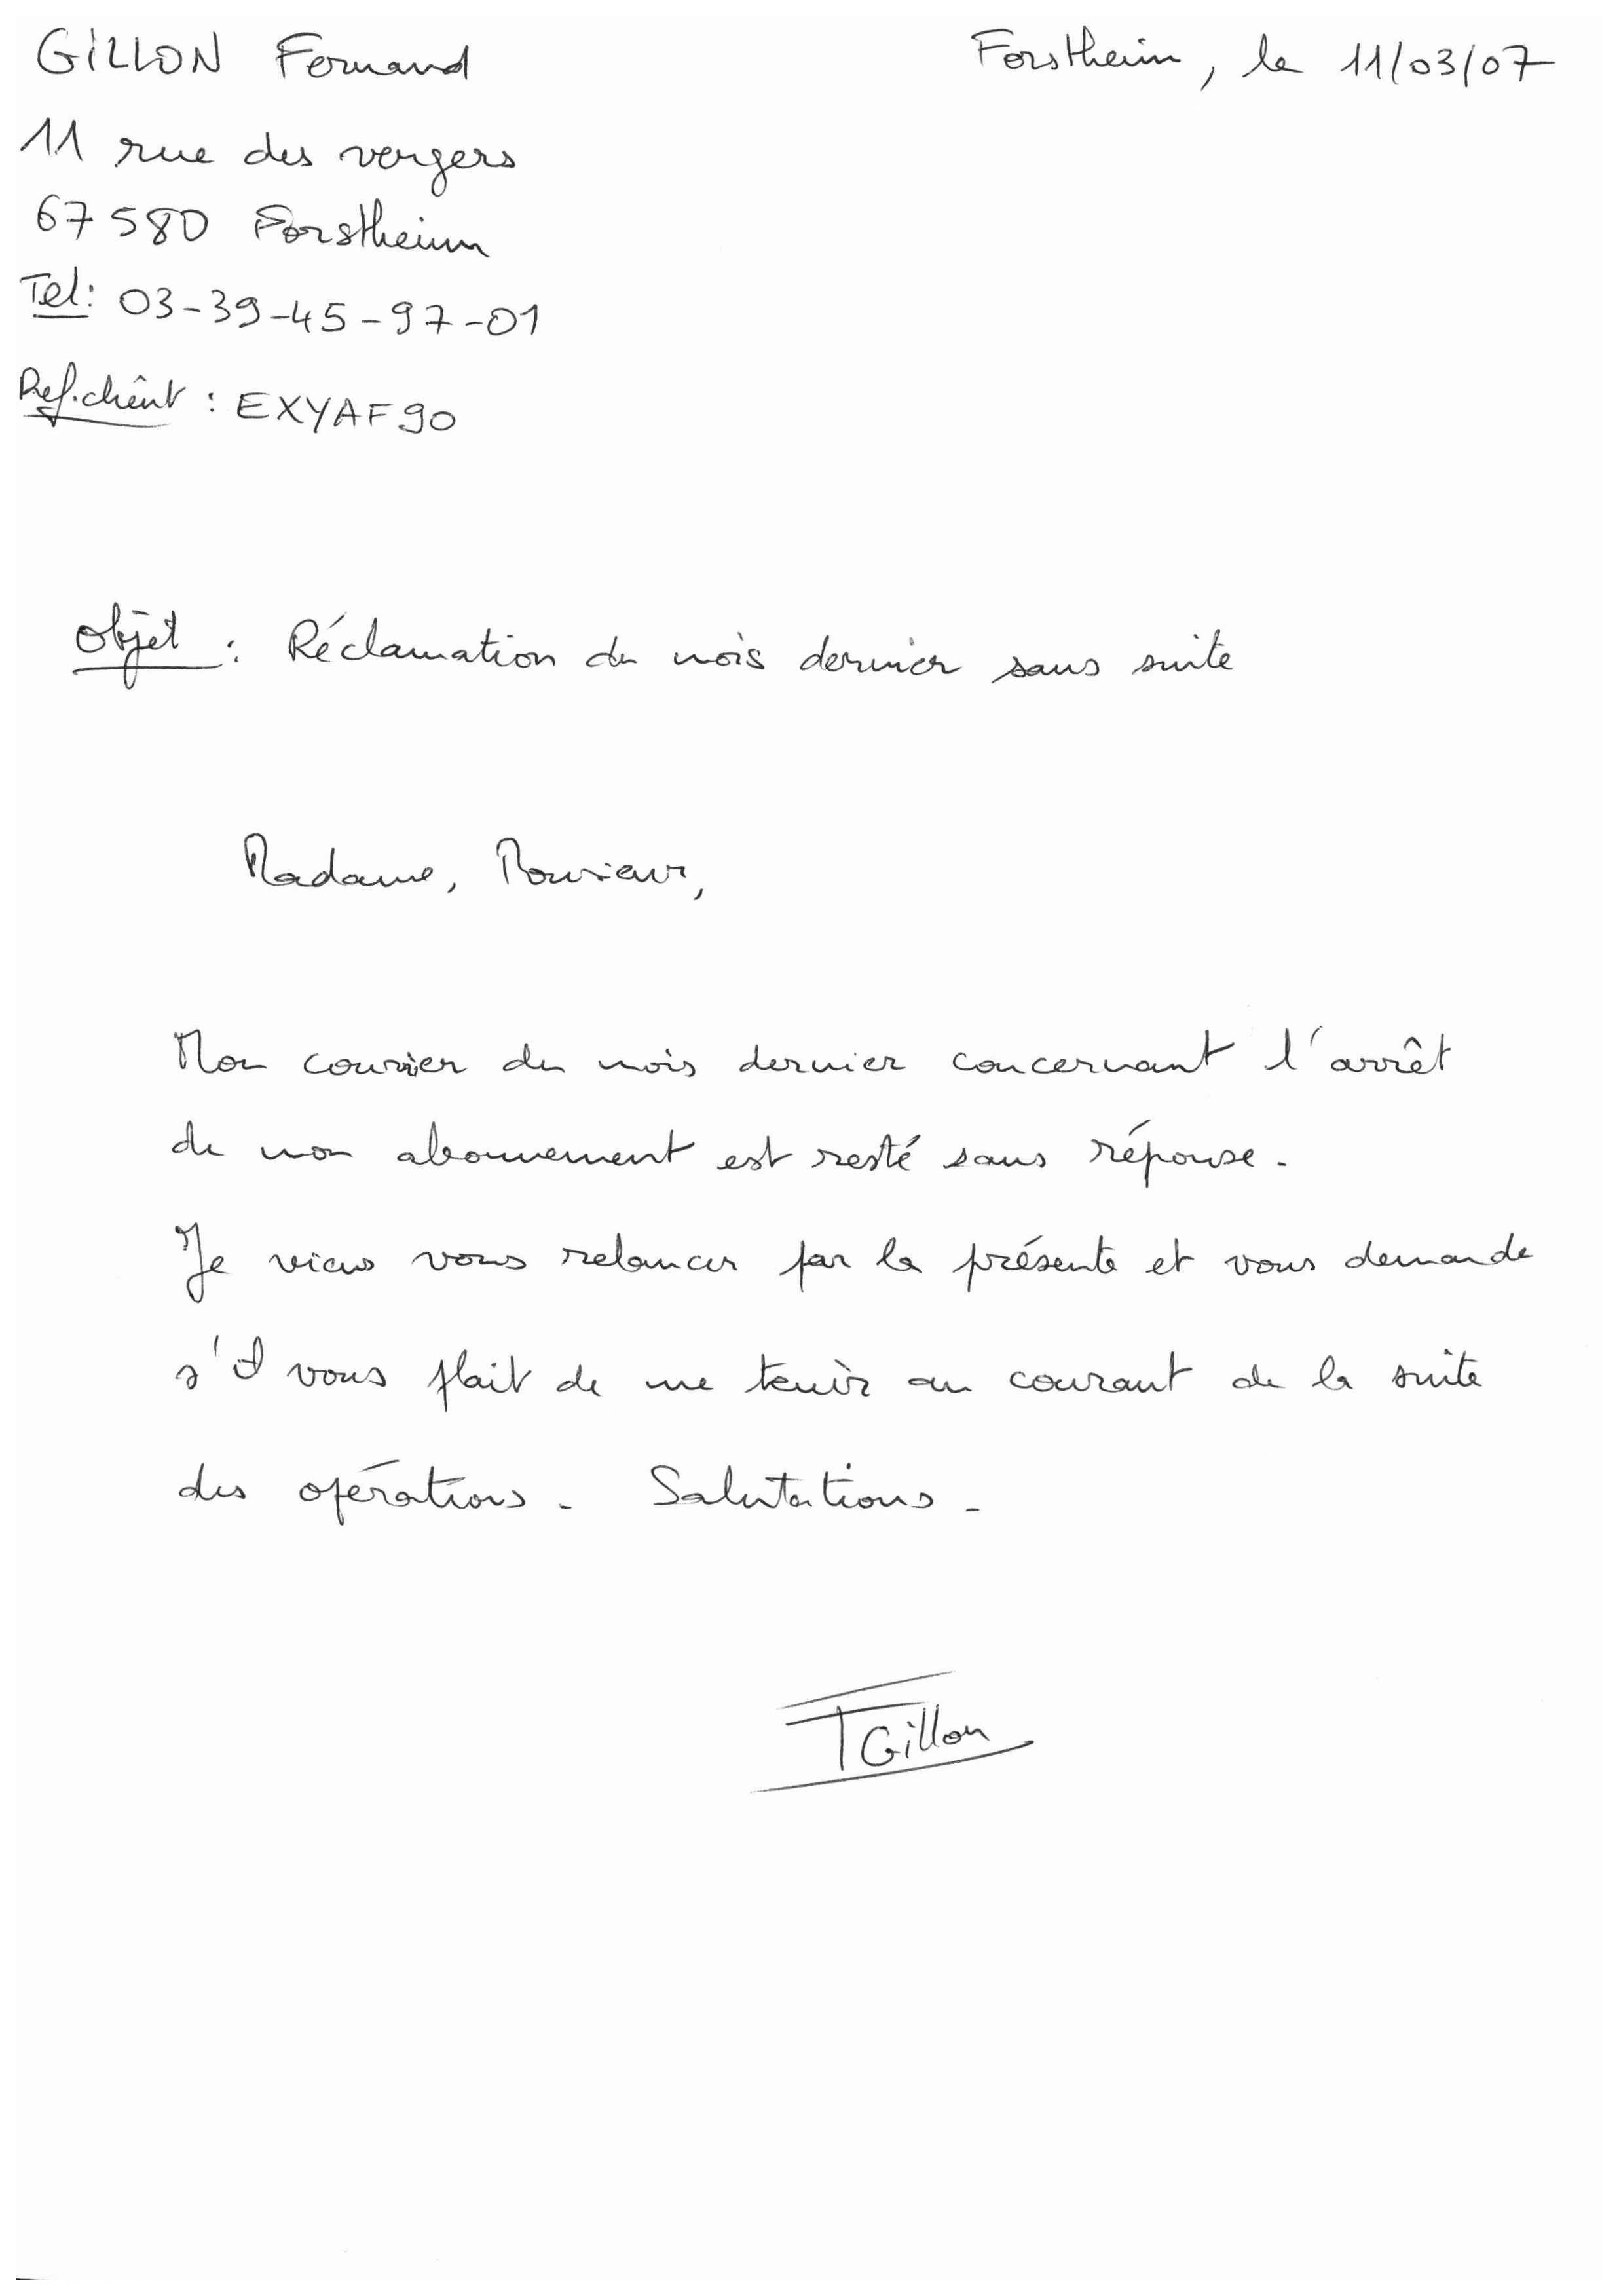 GILLON Fernand
Forstheim, le 11/03/07
11 rue des vergers
67580 Forstheim
Tel: 03-39-45-97-01
Ref.client : EXYAF90
Objet : Réclamation du mois dernier sans suite
Madame, Monsieur,
Mon courrier du mois dernier concernant l'arrêt
de mon abonnement est resté sans réponse.
Je viens vous relancer par la présente et vous demande
s'il vous plait de me tenir au courant de la suite
des opérations. Salutations.
FGillon